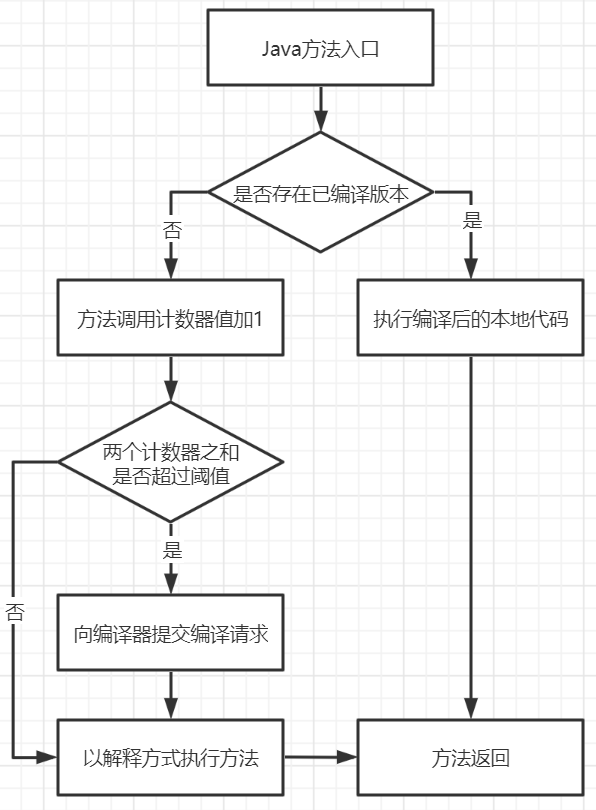 Java方法入口
是否存在已编译版本
否
是
方法调用计数器值加1
执行编译后的本地代码
两个计数器之和
是否超过阈值
是
否
向编译器提交编译请求
以解释方式执行方法
方法返回